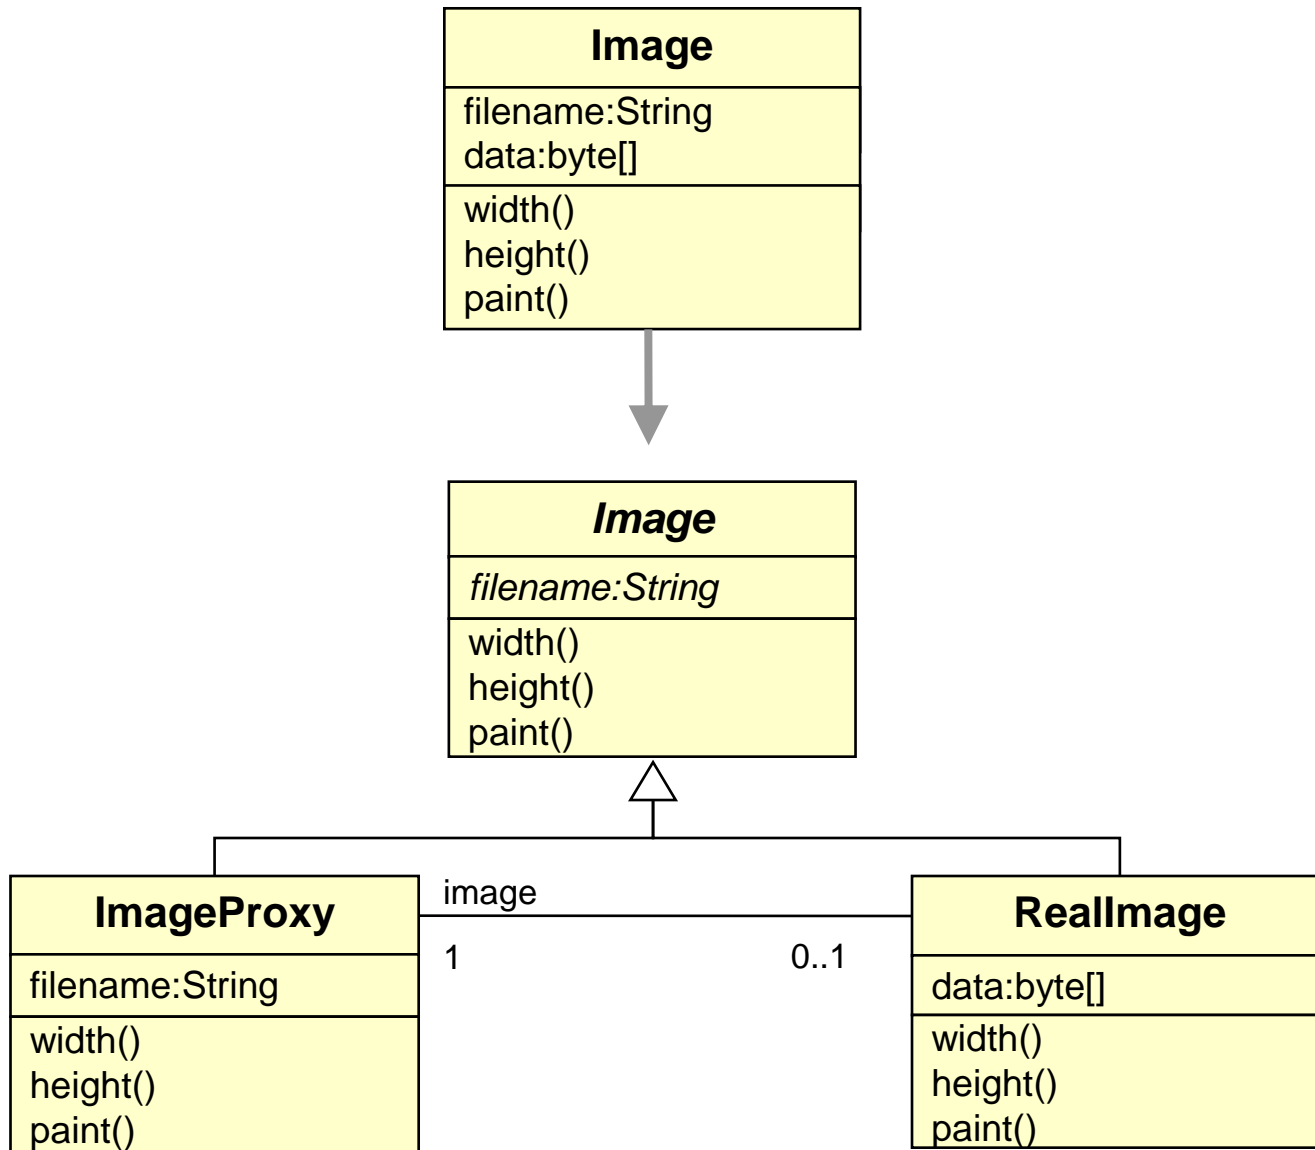 Image
filename:String
data:byte[]
width()
height()
paint()
Image
filename:String
width()
height()
paint()
ImageProxy
filename:String
width()
height()
paint()
image
1
0..1
RealImage
data:byte[]
width()
height()
paint()